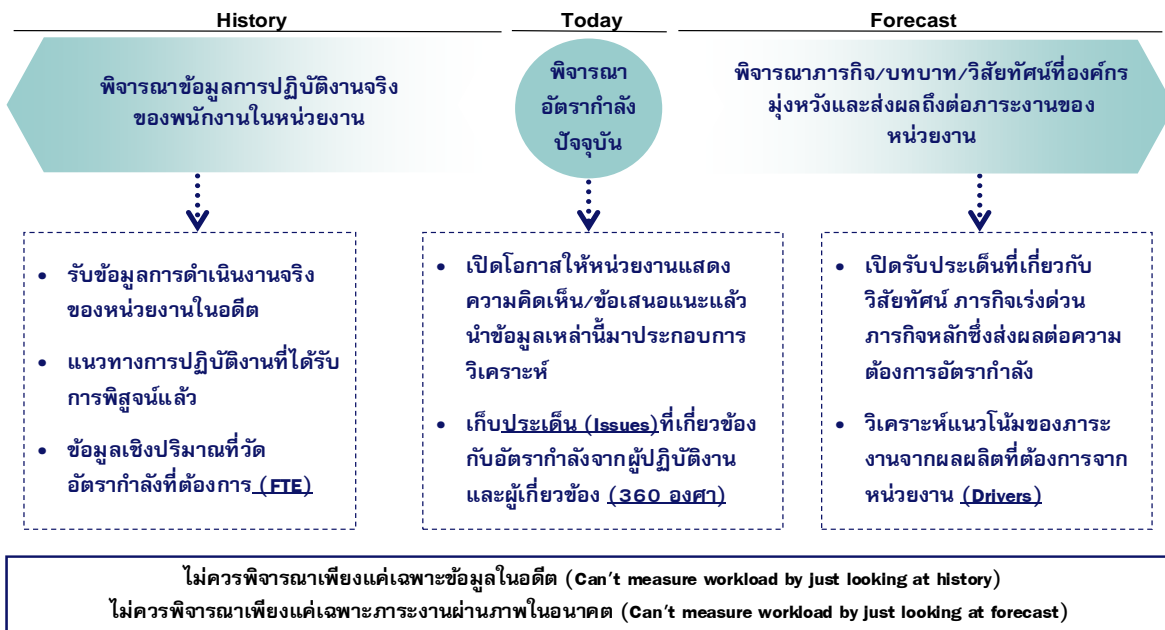 History
Today
Forecast
พิจารณาข้อมูลการปฏิบัติงานจริง
ของพนักงานในหน่วยงาน
พิจารณา
อัตรากำลัง
ปัจจุบัน
พิจารณาภารกิจ/บทบาท/วิสัยทัศน์ที่องค์กร
มุ่งหวังและส่งผลถึงต่อภาระงานของ
หน่วยงาน
• รับข้อมูลการดำเนินงานจริง
ของหน่วยงานในอดีต
• แนวทางการปฏิบัติงานที่ได้รับ
การพิสูจน์แล้ว
• ข้อมูลเชิงปริมาณที่วัด
อัตรากำลังที่ต้องการ (FTE)
• เปิดโอกาสให้หน่วยงานแสดง
ความคิดเห็น/ข้อเสนอแนะแล้ว
นำข้อมูลเหล่านี้มาประกอบการ
วิเคราะห์
• เก็บประเด็น (Issues)ที่เกี่ยวข้อง
กับอัตรากำลังจากผู้ปฏิบัติงาน
และผู้เกี่ยวข้อง (360 องศา)
• เปิดรับประเด็นที่เกี่ยวกับ
วิสัยทัศน์ ภารกิจเร่งด่วน
ภารกิจหลักซึ่งส่งผลต่อความ
ต้องการอัตรากำลัง
• วิเคราะห์แนวโน้มของภาระ
งานจากผลผลิตที่ต้องการจาก
หน่วยงาน (Drivers)
ไม่ควรพิจารณาเพียงแค่เฉพาะข้อมูลในอดีต (Can't measure workload by just looking at history)
ไม่ควรพิจารณาเพียงแค่เฉพาะภาระงานผ่านภาพในอนาคต (Can't measure workload by just looking at forecast)